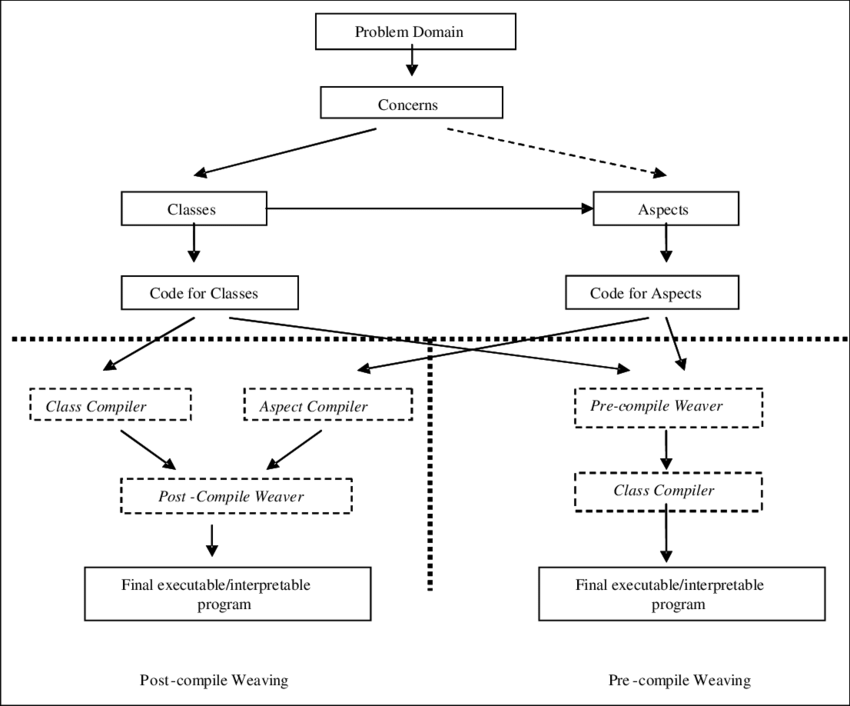 Problem Domain
Concerns
Classes
Aspects
Code for Classes
Code for Aspects
Class Compiler
Aspect Compiler
Pre-compile Weaver
Post -Compile Weaver
Class Compiler
Final executable/interpretable
program
Final executable/interpretable
program
Post-compile Weaving
Pre-compile Weaving